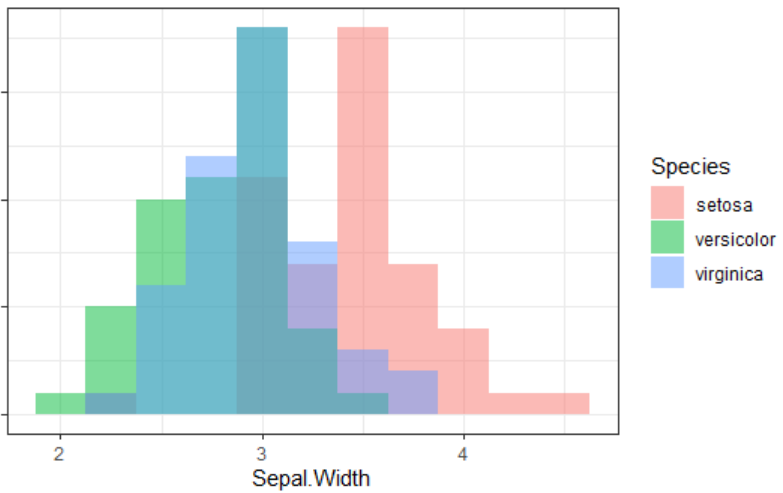 Species
setosa
versicolor
virginica
2 3 4
Sepal.Width